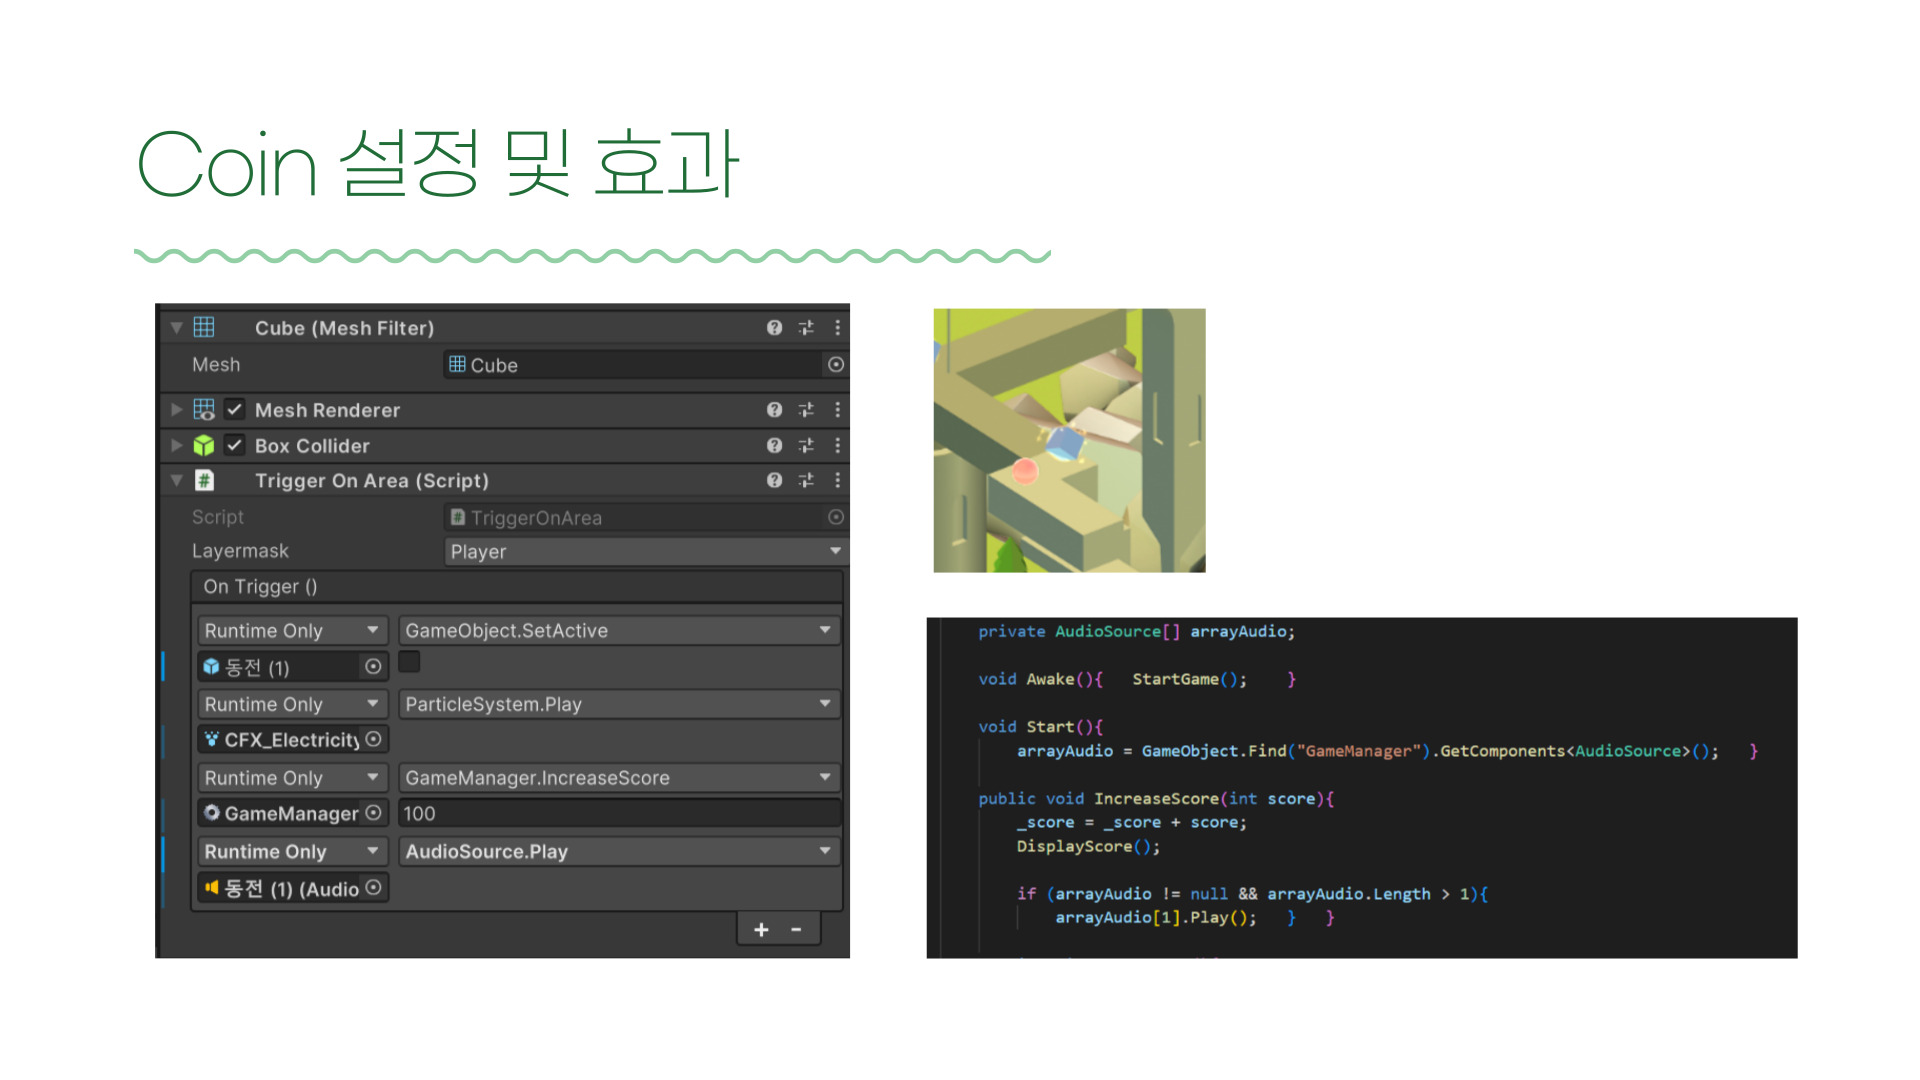 Coin 설정 및 효과
Cube (Mesh Filter)
Mesh Cube
Mesh Renderer
Box Collider
Trigger On Area (Script)
Script TriggerOnArea
Layermask Player
On Trigger ()
Runtime Only GameObject.SetActive
동전 (1)
Runtime Only ParticleSystem.Play
CFX_Electricity
Runtime Only GameManager.IncreaseScore
GameManager 100
Runtime Only AudioSource.Play
동전 (1) (Audio
+ -
private AudioSource[] arrayAudio;
void Awake(){ StartGame(); }
void Start(){
arrayAudio = GameObject.Find("GameManager").GetComponents<AudioSource>(); }
public void IncreaseScore(int score){
_score = _score + score;
DisplayScore();
if (arrayAudio != null && arrayAudio.Length > 1){
arrayAudio[1].Play(); } }